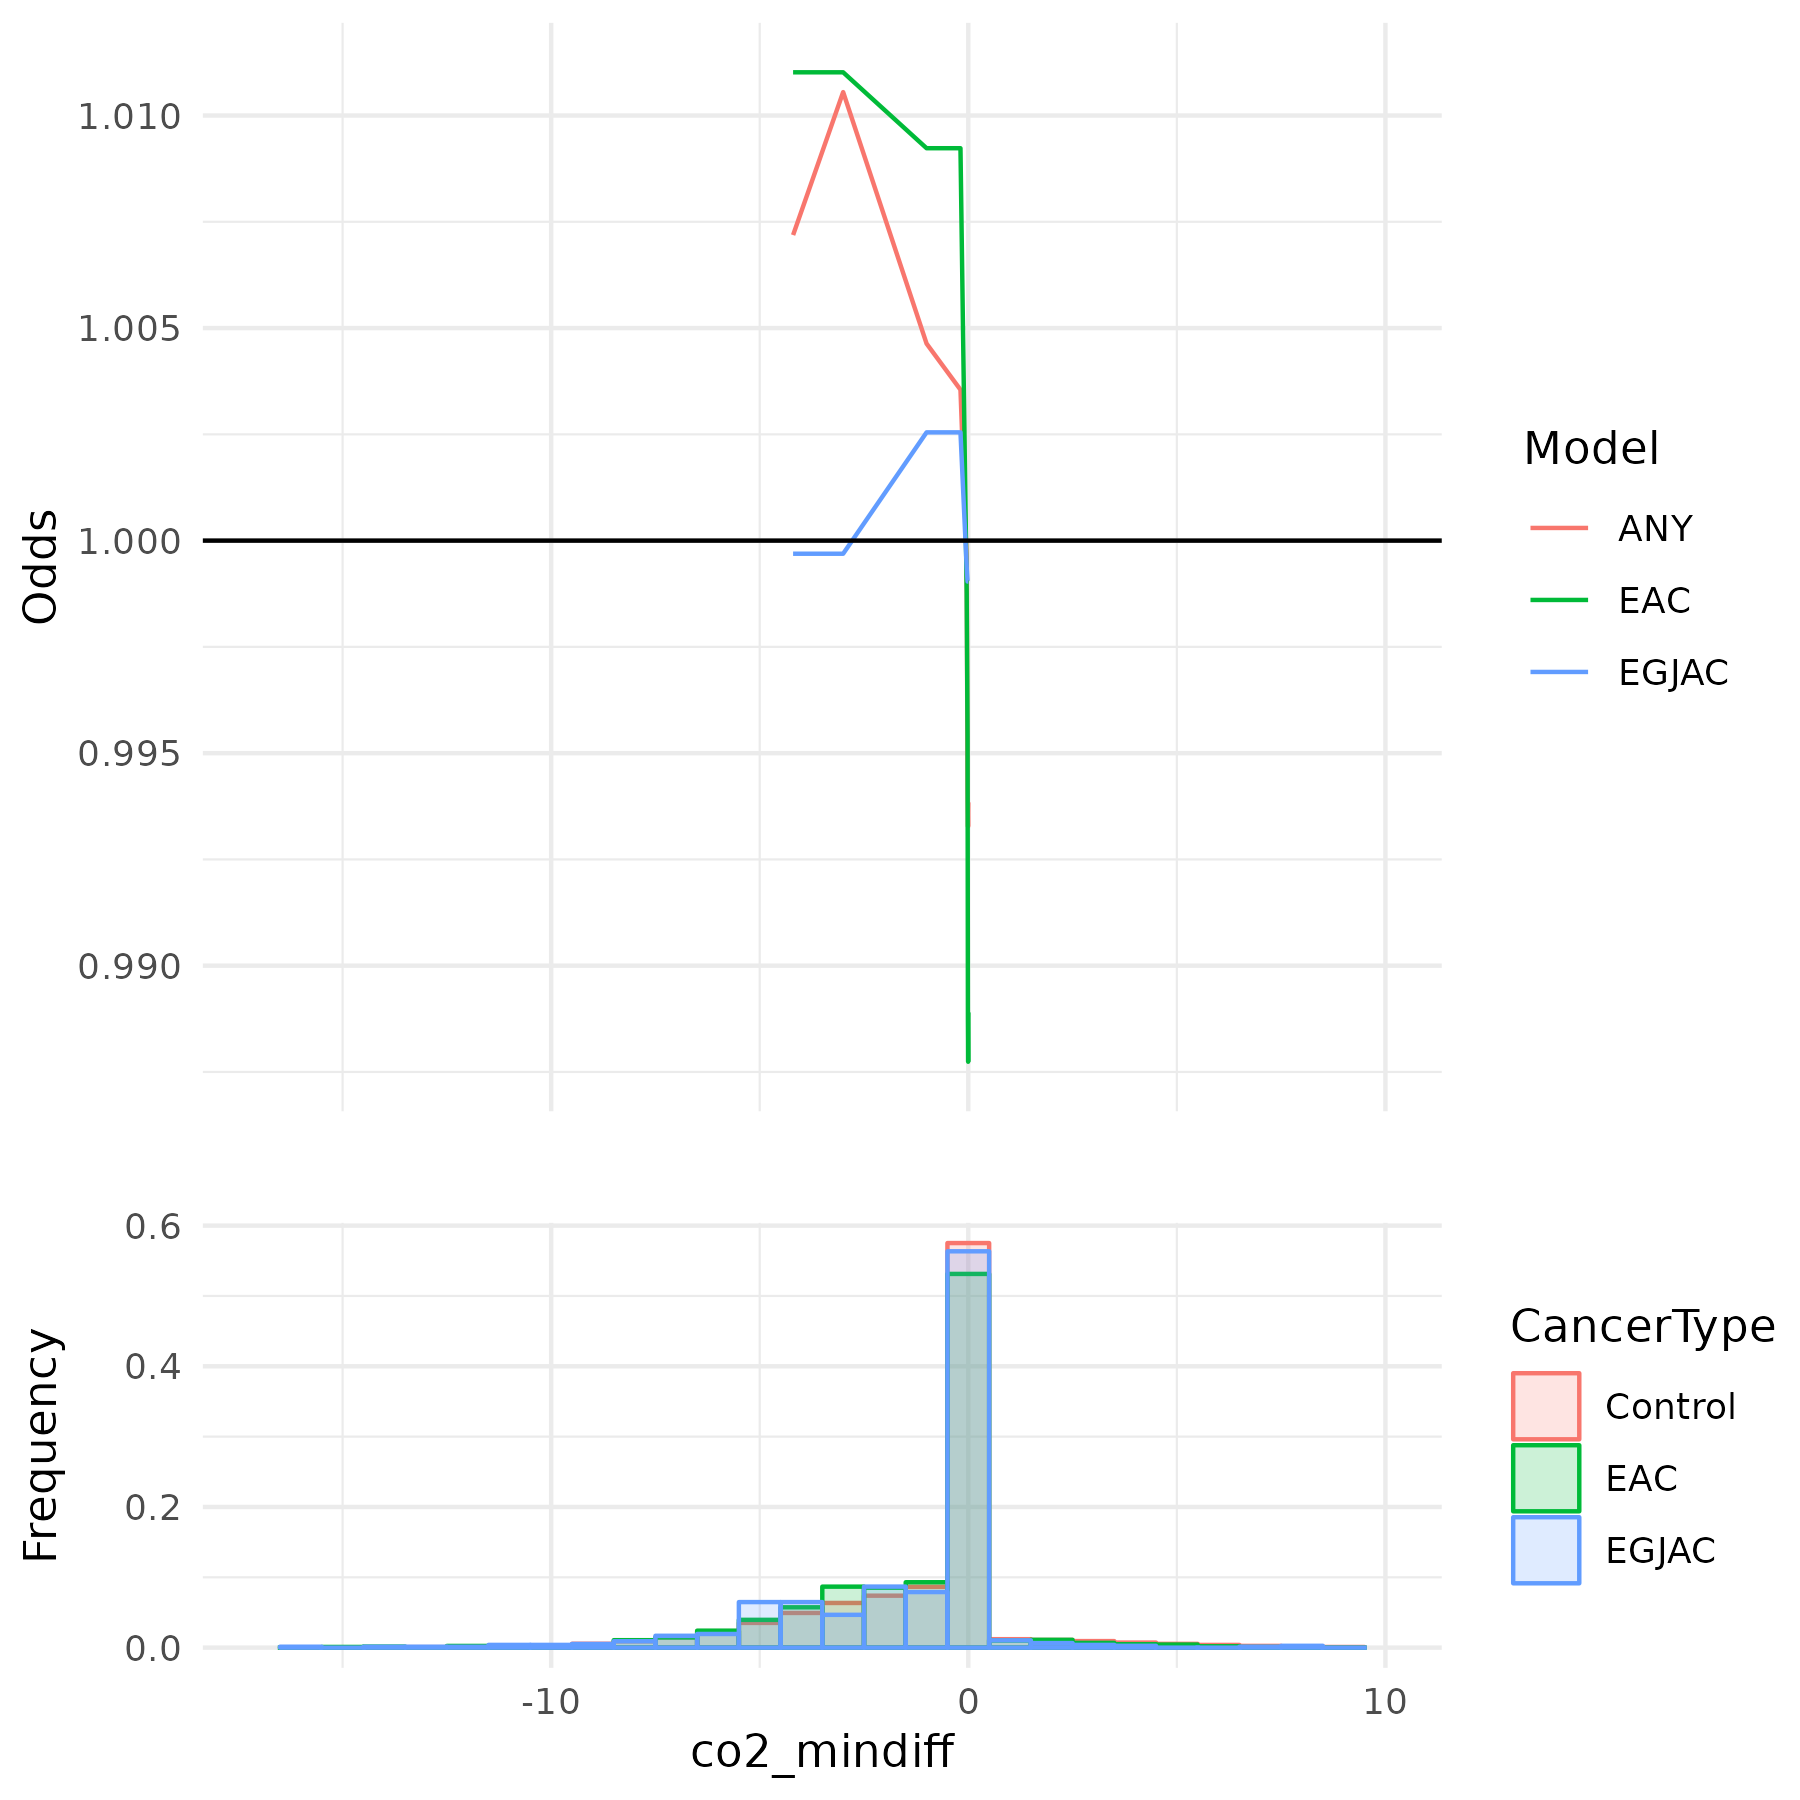 1.010
1.005
1.000
0.995
0.990
Odds
Model
ANY
EAC
EGJAC
0.6
0.4
0.2
0.0
Frequency
-10
0
10
co2_mindiff
CancerType
Control
EAC
EGJAC